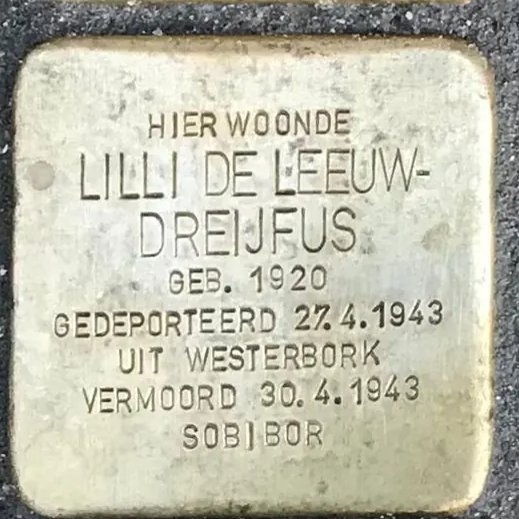 HIER WOONDE
LILLI DE LEEUW-
DREIJFUS
GEB. 1920
GEDEPORTEERD 27.4.1943
UIT WESTERBORK
VERMOORD 30.4.1943
SOBIBOR